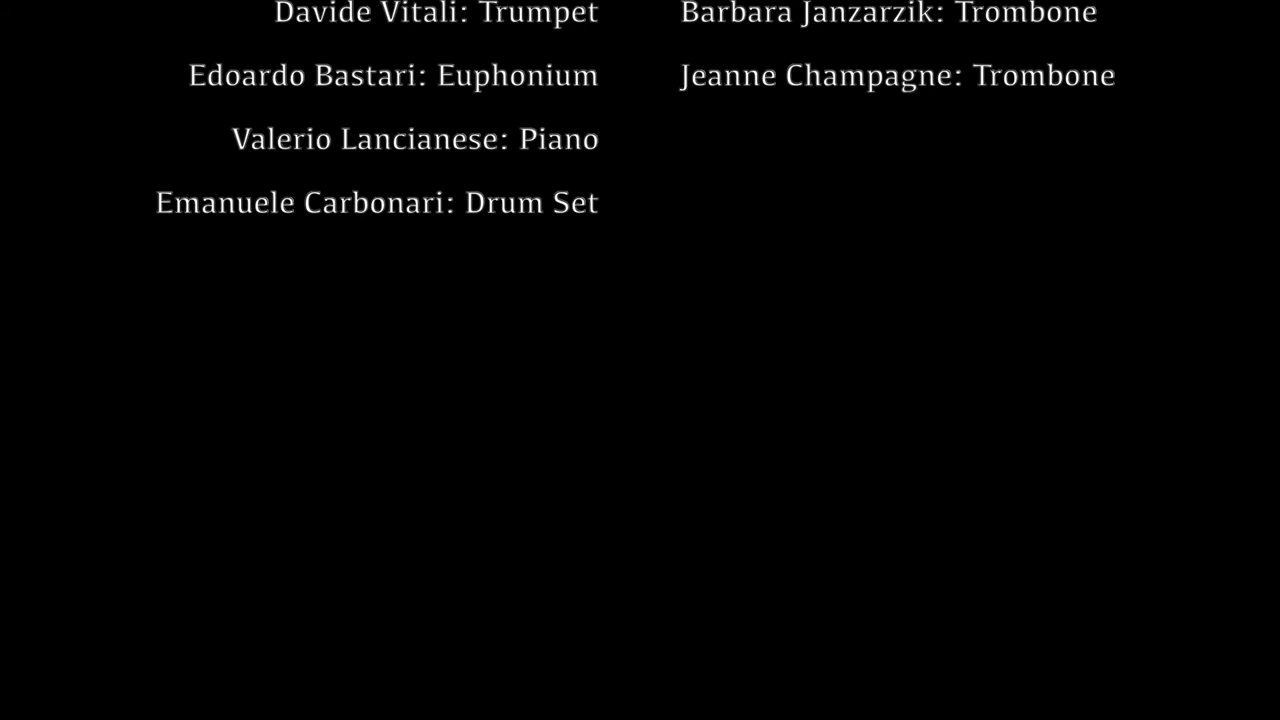 Davide Vitali: Trumpet
Edoardo Bastari: Euphonium
Valerio Lancianese: Piano
Emanuele Carbonari: Drum Set
Barbara Janzarzik: Trombone
Jeanne Champagne: Trombone